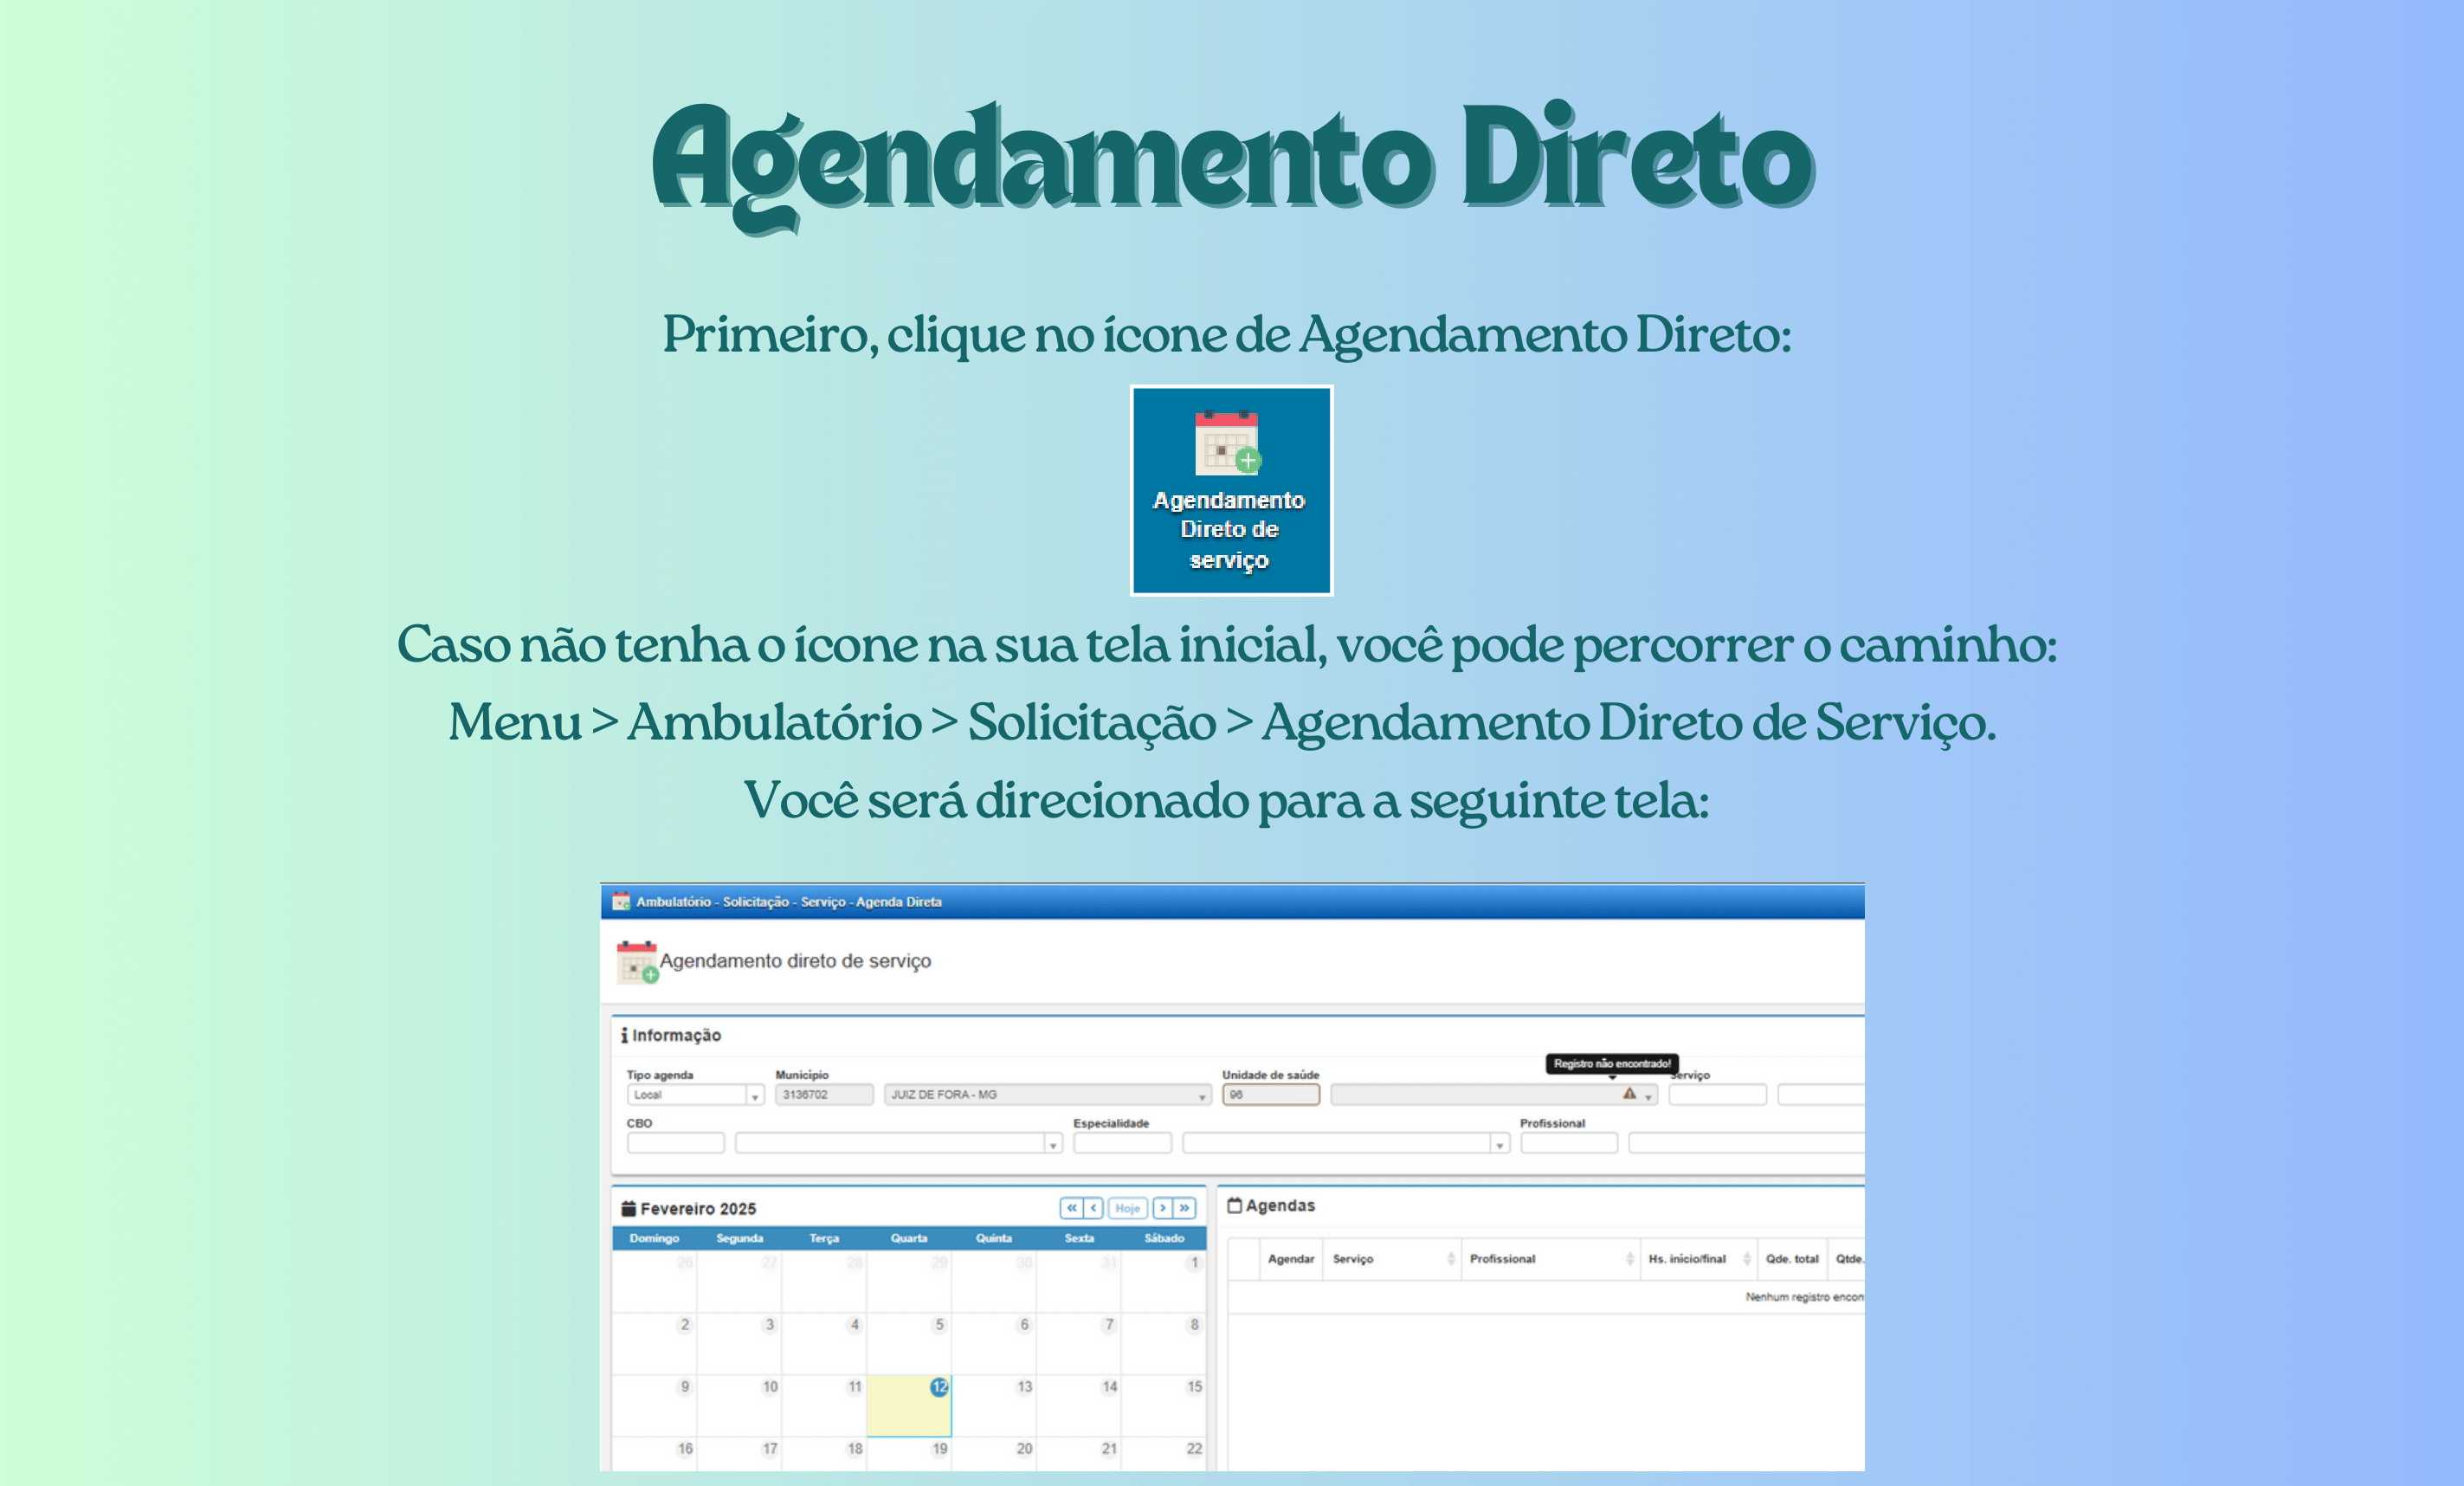 Agendamento Direto
Primeiro, clique no ícone de Agendamento Direto:
Agendamento
Direto de
serviço
Caso não tenha o ícone na sua tela inicial, você pode percorrer o caminho:
Menu > Ambulatório > Solicitação > Agendamento Direto de Serviço.
Você será direcionado para a seguinte tela:
Ambulatório - Solicitação - Serviço - Agenda Direta
Agendamento direto de serviço
Informação
Registro não encontrado!
Tipo agenda Município Unidade de saúde Serviço
Local 3136702 JUIZ DE FORA - MG 96
CBO Especialidade Profissional
Fevereiro 2025 « ‹ Hoje › »
Domingo Segunda Terça Quarta Quinta Sexta Sábado
26 27 28 29 30 31 1
2 3 4 5 6 7 8
9 10 11 12 13 14 15
16 17 18 19 20 21 22
Agendas
Agendar Serviço Profissional Hs. início/final Qde. total Qtde.
Nenhum registro encon